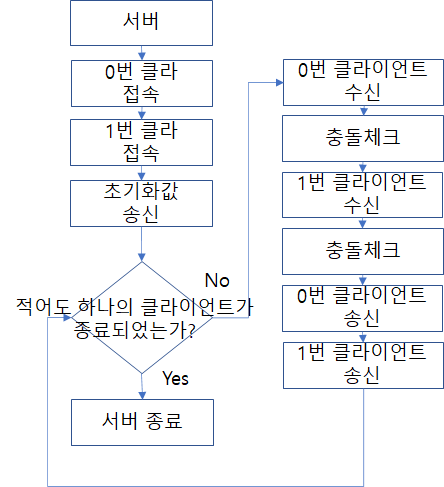 서버
0번 클라
접속
1번 클라
접속
초기화값
송신
적어도 하나의 클라이언트가
종료되었는가?
No
Yes
서버 종료
0번 클라이언트
수신
충돌체크
1번 클라이언트
수신
충돌체크
0번 클라이언트
송신
1번 클라이언트
송신